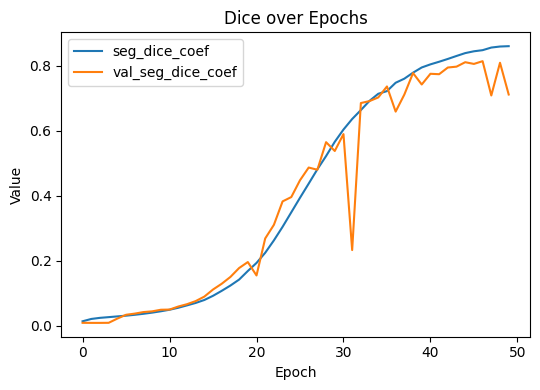 Dice over Epochs
seg_dice_coef
val_seg_dice_coef
Value
0.8
0.6
0.4
0.2
0.0
0 10 20 30 40 50
Epoch